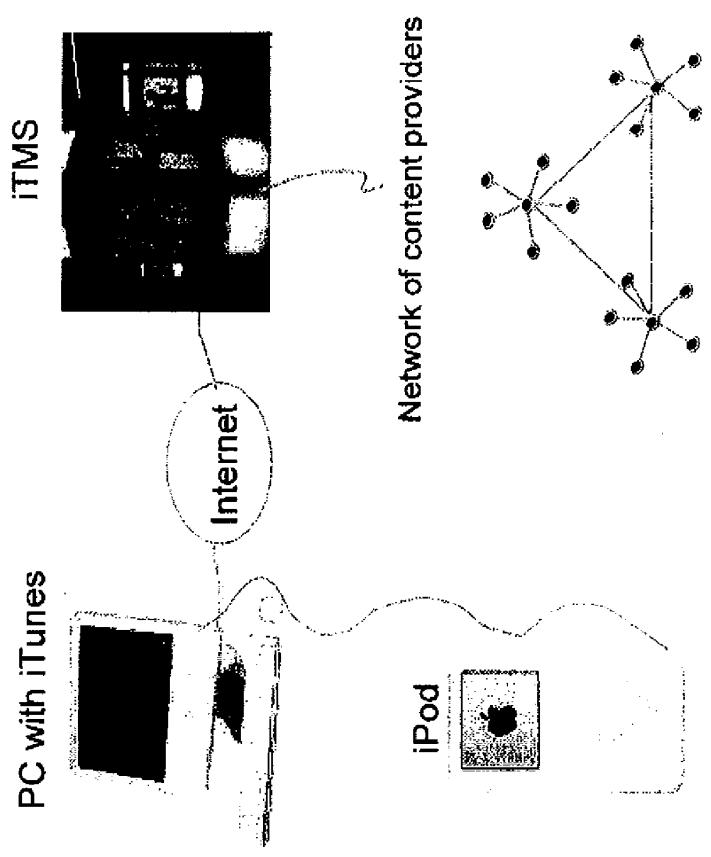 PC with iTunes
Internet
iTMS
iPod
Network of content providers